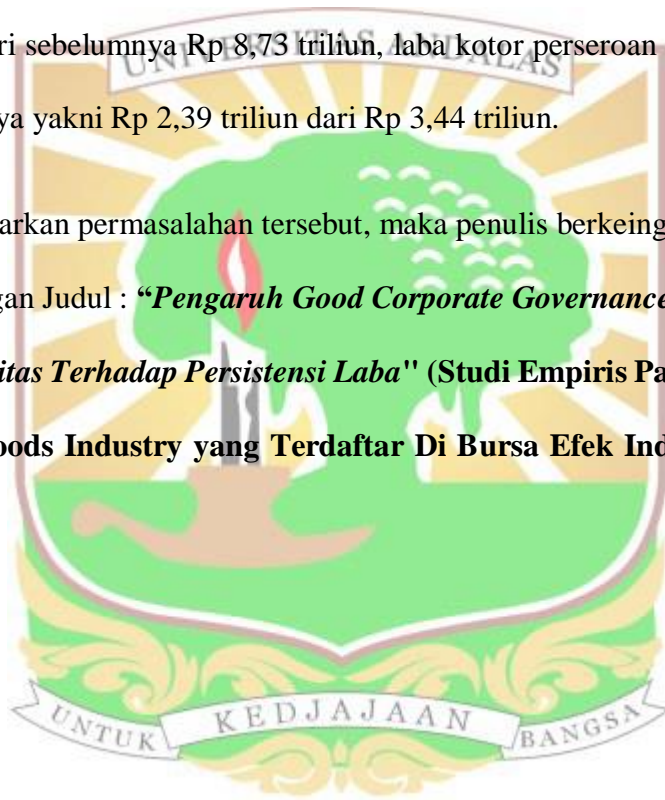 ri sebelumnya Rp 8,73 triliun, laba kotor perseroan
UNIVERSITAS ANDALAS
ya yakni Rp 2,39 triliun dari Rp 3,44 triliun.
arkan permasalahan tersebut, maka penulis berkeing
gan Judul : “Pengaruh Good Corporate Governance
itas Terhadap Persistensi Laba" (Studi Empiris Pa
oods Industry yang Terdaftar Di Bursa Efek Ind
UNTUK KEDJAJAAN BANGSA